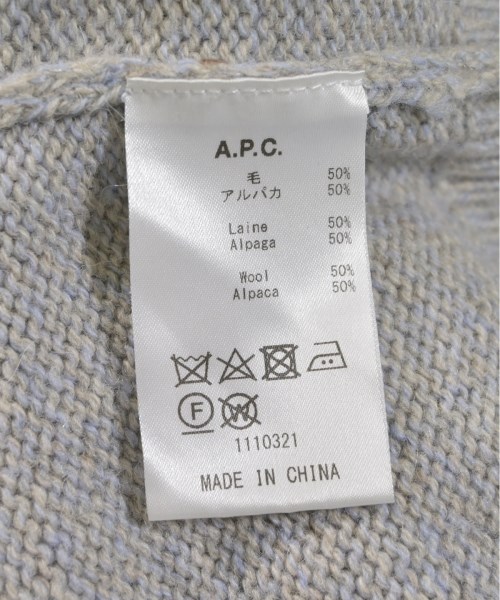 A.P.C.
毛 50%
アルパカ 50%
Laine 50%
Alpaga 50%
Wool 50%
Alpaca 50%
F W
1110321
MADE IN CHINA